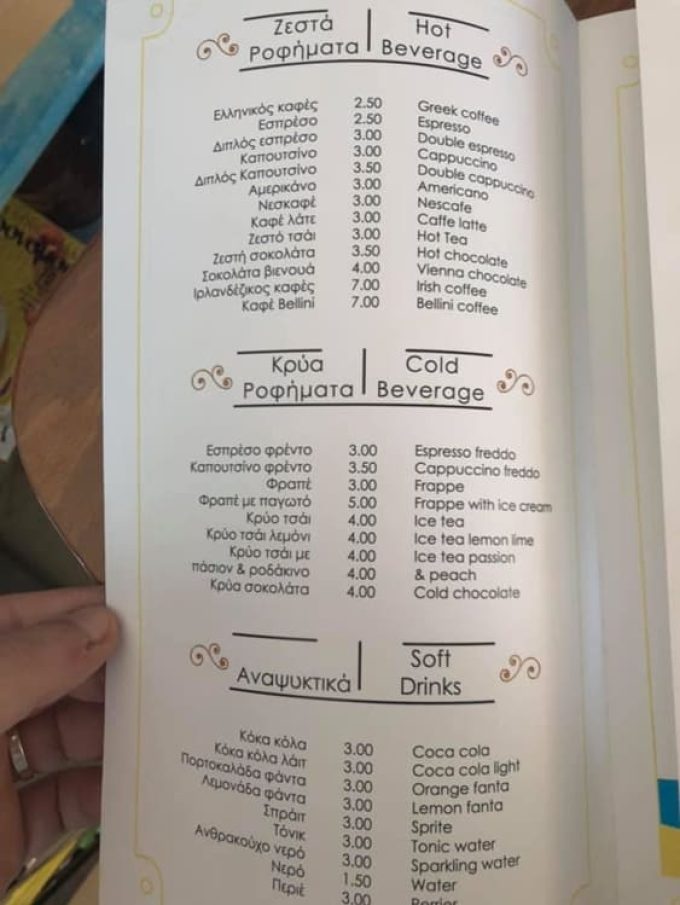 Ζεστά Ροφήματα | Hot Beverage
Ελληνικός καφές 2.50 Greek coffee
Εσπρέσο 2.50 Espresso
Διπλός εσπρέσο 3.00 Double espresso
Καπουτσίνο 3.00 Cappuccino
Διπλός Καπουτσίνο 3.50 Double cappuccino
Αμερικάνο 3.00 Americano
Νεσκαφέ 3.00 Nescafe
Καφέ λάτε 3.00 Caffe latte
Ζεστό τσάι 3.00 Hot Tea
Ζεστή σοκολάτα 3.50 Hot chocolate
Σοκολάτα βιενουά 4.00 Vienna chocolate
Ιρλανδέζικος καφές 7.00 Irish coffee
Καφέ Bellini 7.00 Bellini coffee
Κρύα Ροφήματα | Cold Beverage
Εσπρέσο φρέντο 3.00 Espresso freddo
Καπουτσίνο φρέντο 3.50 Cappuccino freddo
Φραπέ 3.00 Frappe
Φραπέ με παγωτό 5.00 Frappe with ice cream
Κρύο τσάι 4.00 Ice tea
Κρύο τσάι λεμόνι 4.00 Ice tea lemon lime
Κρύο τσάι με 4.00 Ice tea passion
πάσιον & ροδάκινο 4.00 & peach
Κρύα σοκολάτα 4.00 Cold chocolate
Αναψυκτικά | Soft Drinks
Κόκα κόλα 3.00 Coca cola
Κόκα κόλα λάιτ 3.00 Coca cola light
Πορτοκαλάδα φάντα 3.00 Orange fanta
Λεμονάδα φάντα 3.00 Lemon fanta
Σπράιτ 3.00 Sprite
Τόνικ 3.00 Tonic water
Ανθρακούχο νερό 3.00 Sparkling water
Νερό 1.50 Water
Περιέ 3.00 Perrier